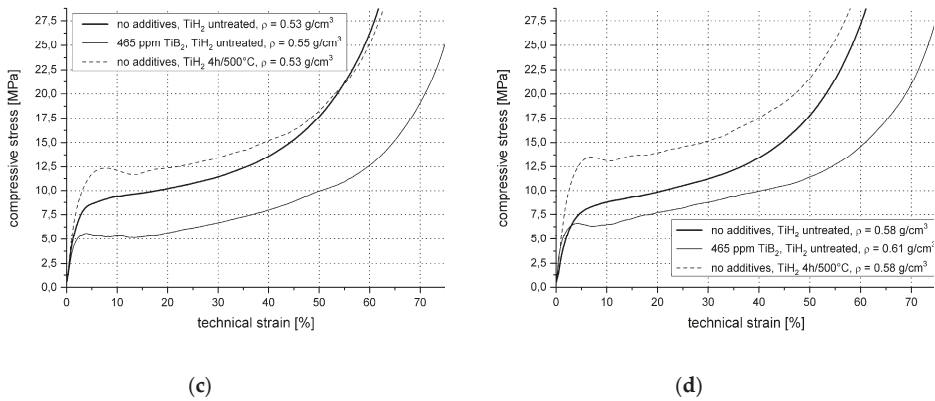 27,5
25,0
22,5
20,0
17,5
15,0
12,5
10,0
7,5
5,0
2,5
0,0
compressive stress [MPa]
no additives, TiH2 untreated, ρ = 0.53 g/cm3
465 ppm TiB2, TiH2 untreated, ρ = 0.55 g/cm3
no additives, TiH2 4h/500°C, ρ = 0.53 g/cm3
0 10 20 30 40 50 60 70
technical strain [%]
(c)
27,5
25,0
22,5
20,0
17,5
15,0
12,5
10,0
7,5
5,0
2,5
0,0
compressive stress [MPa]
no additives, TiH2 untreated, ρ = 0.58 g/cm3
465 ppm TiB2, TiH2 untreated, ρ = 0.61 g/cm3
no additives, TiH2 4h/500°C, ρ = 0.58 g/cm3
0 10 20 30 40 50 60 70
technical strain [%]
(d)